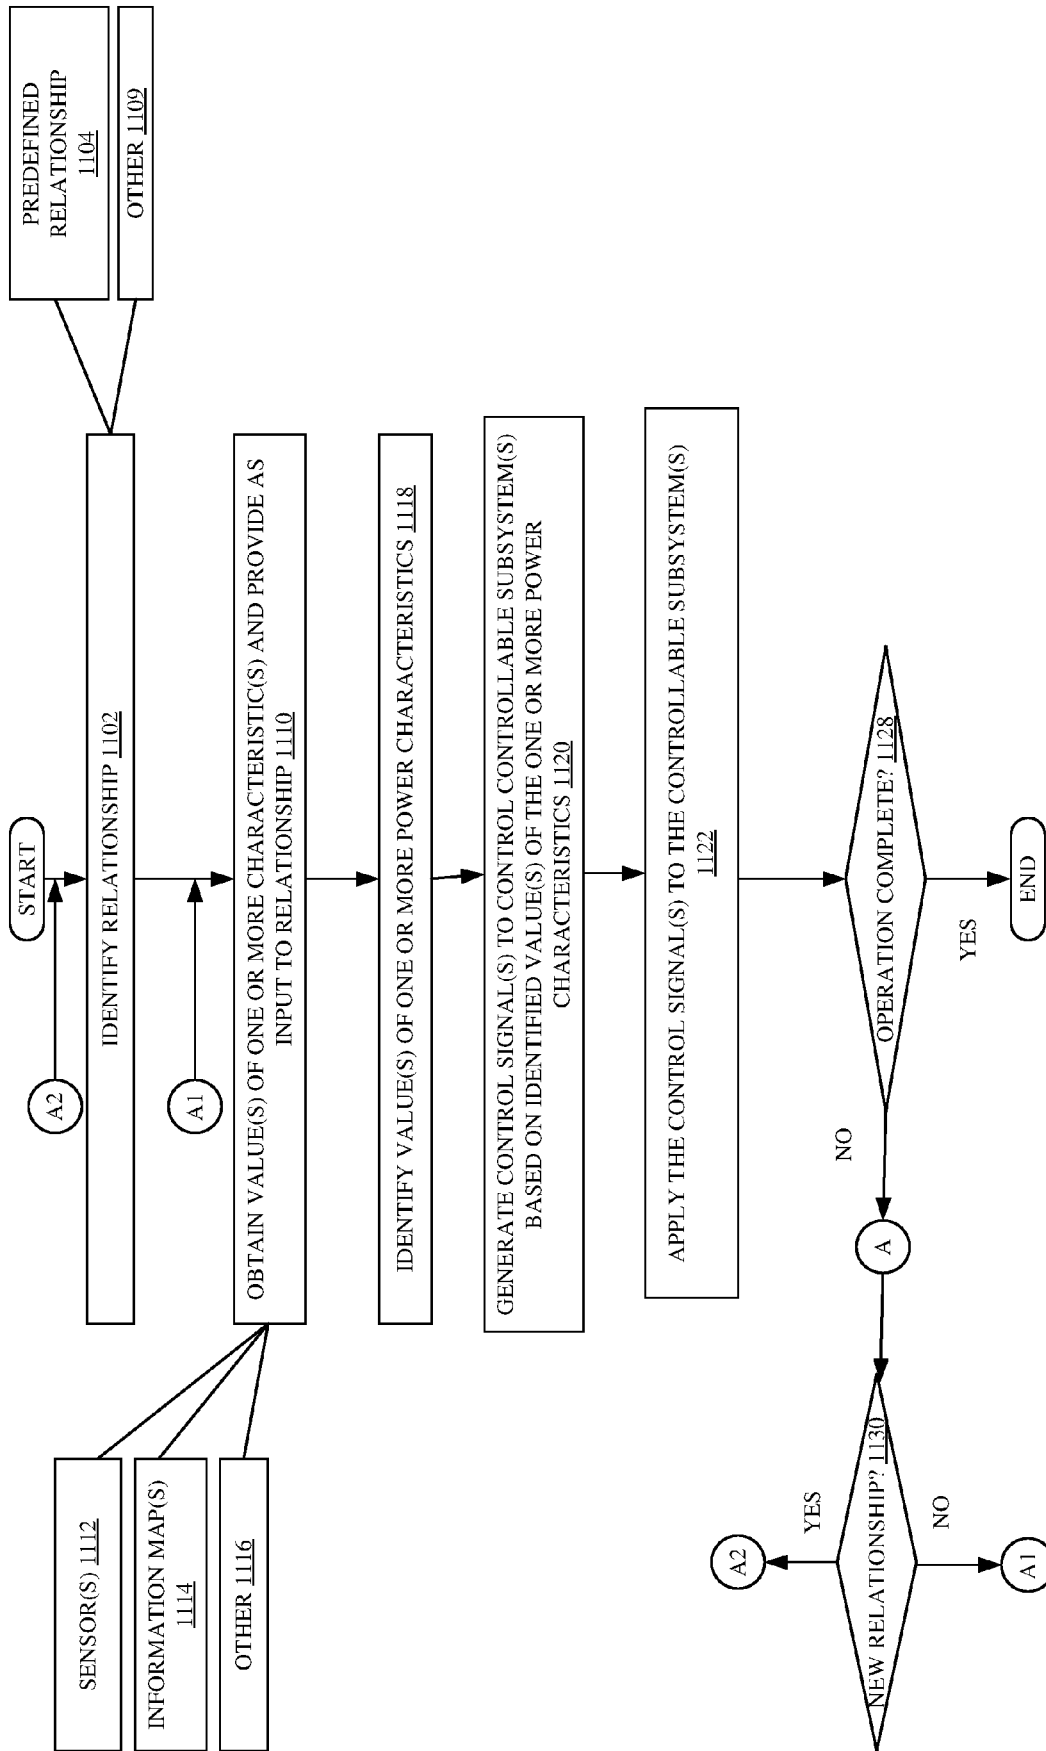 START
A2
IDENTIFY RELATIONSHIP 1102
PREDEFINED
RELATIONSHIP
1104
OTHER 1109
A1
OBTAIN VALUE(S) OF ONE OR MORE CHARACTERISTIC(S) AND PROVIDE AS
INPUT TO RELATIONSHIP 1110
SENSOR(S) 1112
INFORMATION MAP(S)
1114
OTHER 1116
IDENTIFY VALUE(S) OF ONE OR MORE POWER CHARACTERISTICS 1118
GENERATE CONTROL SIGNAL(S) TO CONTROL CONTROLLABLE SUBSYSTEM(S)
BASED ON IDENTIFIED VALUE(S) OF THE ONE OR MORE POWER
CHARACTERISTICS 1120
APPLY THE CONTROL SIGNAL(S) TO THE CONTROLLABLE SUBSYSTEM(S)
1122
OPERATION COMPLETE? 1128
YES
END
NO
A
NEW RELATIONSHIP? 1130
YES
A2
NO
A1